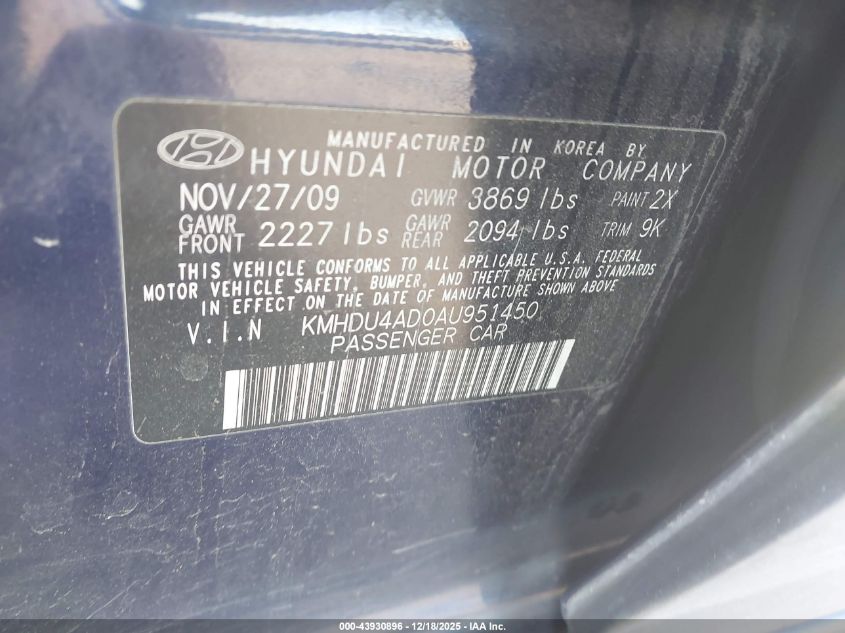 MANUFACTURED IN KOREA BY
HYUNDAI MOTOR COMPANY
NOV/27/09 GVWR 3869 lbs PAINT 2X
GAWR FRONT 2227 lbs GAWR REAR 2094 lbs TRIM 9K
THIS VEHICLE CONFORMS TO ALL APPLICABLE U.S.A. FEDERAL
MOTOR VEHICLE SAFETY, BUMPER, AND THEFT PREVENTION STANDARDS
IN EFFECT ON THE DATE OF MANUFACTURE SHOWN ABOVE
V.I.N KMHDU4AD0AU951450
PASSENGER CAR
000-43930896 - 12/18/2025 - IAA Inc.